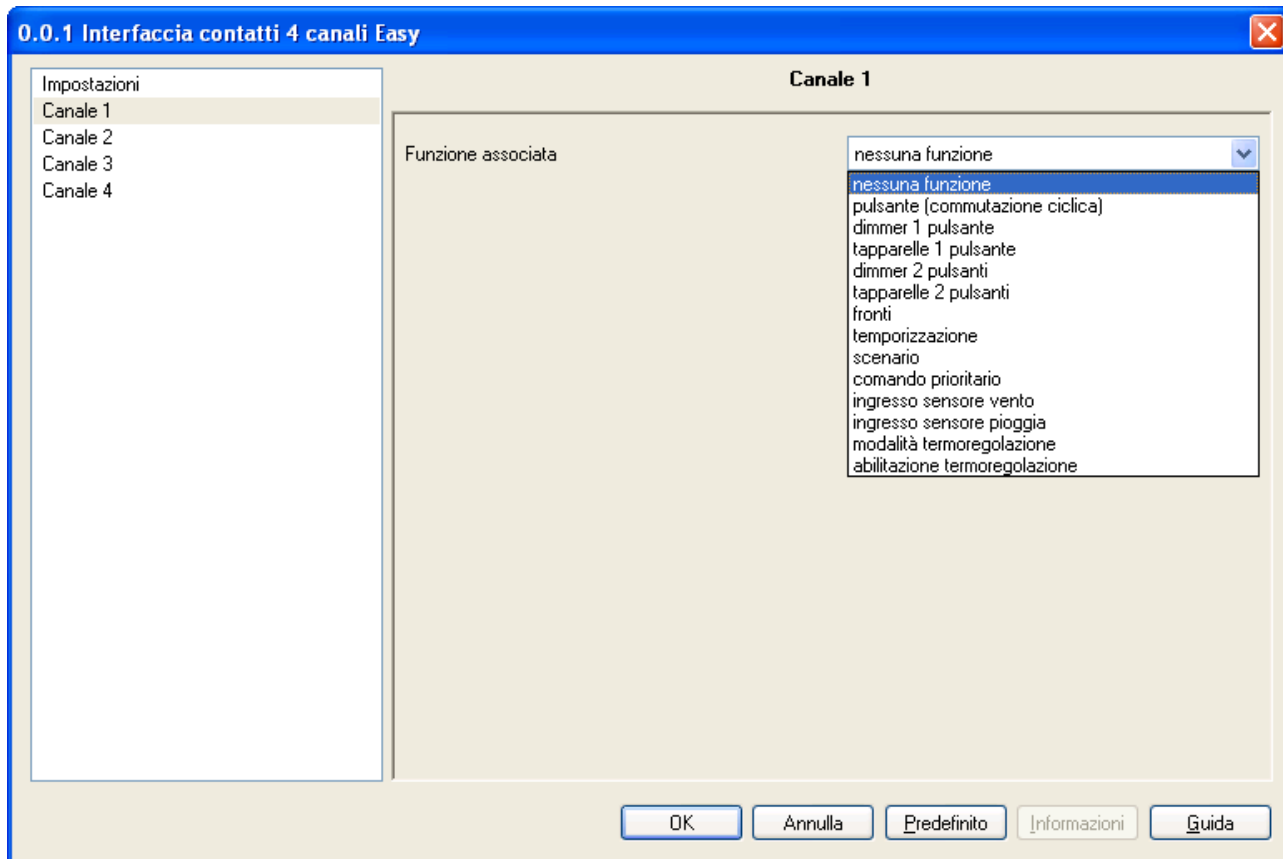 0.0.1 Interfaccia contatti 4 canali Easy
Impostazioni
Canale 1
Canale 2
Canale 3
Canale 4
Canale 1
Funzione associata
nessuna funzione
nessuna funzione
pulsante (commutazione ciclica)
dimmer 1 pulsante
tapparelle 1 pulsante
dimmer 2 pulsanti
tapparelle 2 pulsanti
fronti
temporizzazione
scenario
comando prioritario
ingresso sensore vento
ingresso sensore pioggia
modalità termoregolazione
abilitazione termoregolazione
OK
Annulla
Predefinito
Informazioni
Guida